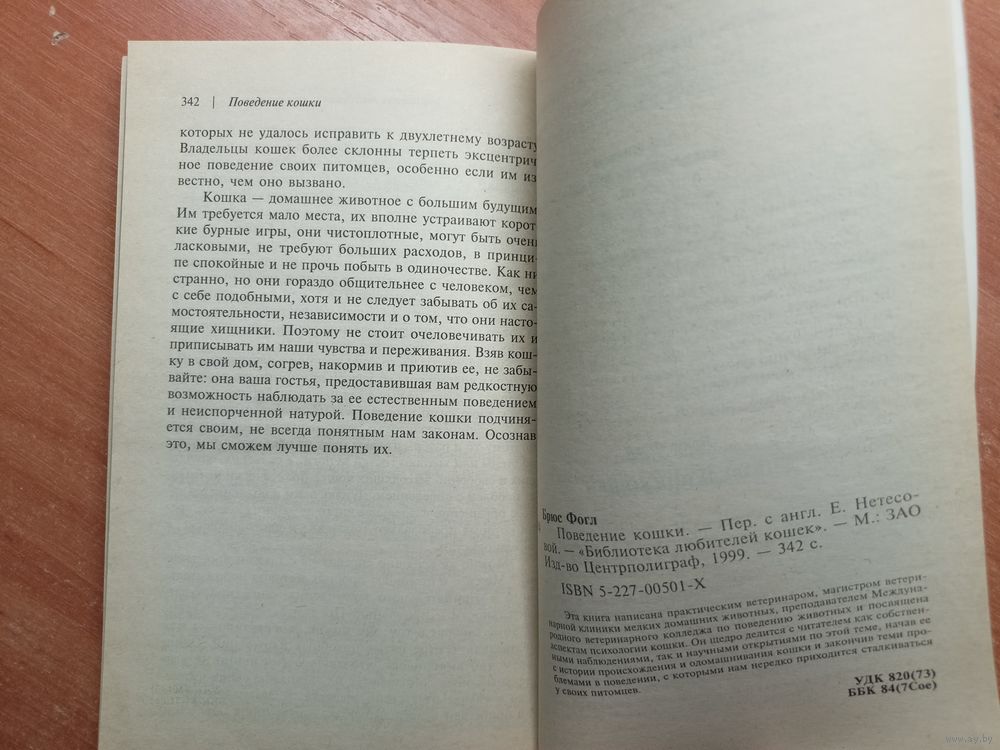 342 | Поведение кошки
которых не удалось исправить к двухлетнему возрасту
Владельцы кошек более склонны терпеть эксцентрич
ное поведение своих питомцев, особенно если им из
вестно, чем оно вызвано.
Кошка — домашнее животное с большим будущим
Им требуется мало места, их вполне устраивают корот
кие бурные игры, они чистоплотные, могут быть очень
ласковыми, не требуют больших расходов, в принци-
пе спокойные и не прочь побыть в одиночестве. Как ни
странно, но они гораздо общительнее с человеком, чем
с себе подобными, хотя и не следует забывать об их са-
мостоятельности, независимости и о том, что они насто-
ящие хищники. Поэтому не стоит очеловечивать их и
приписывать им наши чувства и переживания. Взяв кош-
ку в свой дом, согрев, накормив и приютив ее, не забы-
вайте: она ваша гостья, предоставившая вам редкостную
возможность наблюдать за ее естественным поведением
и неиспорченной натурой. Поведение кошки подчиня-
ется своим, не всегда понятным нам законам. Осознав
это, мы сможем лучше понять их.
Брюс Фогл
Поведение кошки. — Пер. с англ. Е. Нетесо-
вой. — «Библиотека любителей кошек». — М.: ЗАО
Изд-во Центрполиграф, 1999. — 342 с.
ISBN 5-227-00501-X
Эта книга написана практическим ветеринаром, магистром ветери-
нарной клиники мелких домашних животных, преподавателем Междуна-
родного ветеринарного колледжа по поведению животных и посвящена
аспектам психологии кошки. Он щедро делится с читателем как собствен-
ными наблюдениями, так и научными открытиями по этой теме, начав ее
с истории происхождения и одомашнивания кошки и закончив теми про-
блемами в поведении, с которыми нам нередко приходится сталкиваться
у своих питомцев.
УДК 820(73)
ББК 84(7Сое)
www.ay.by